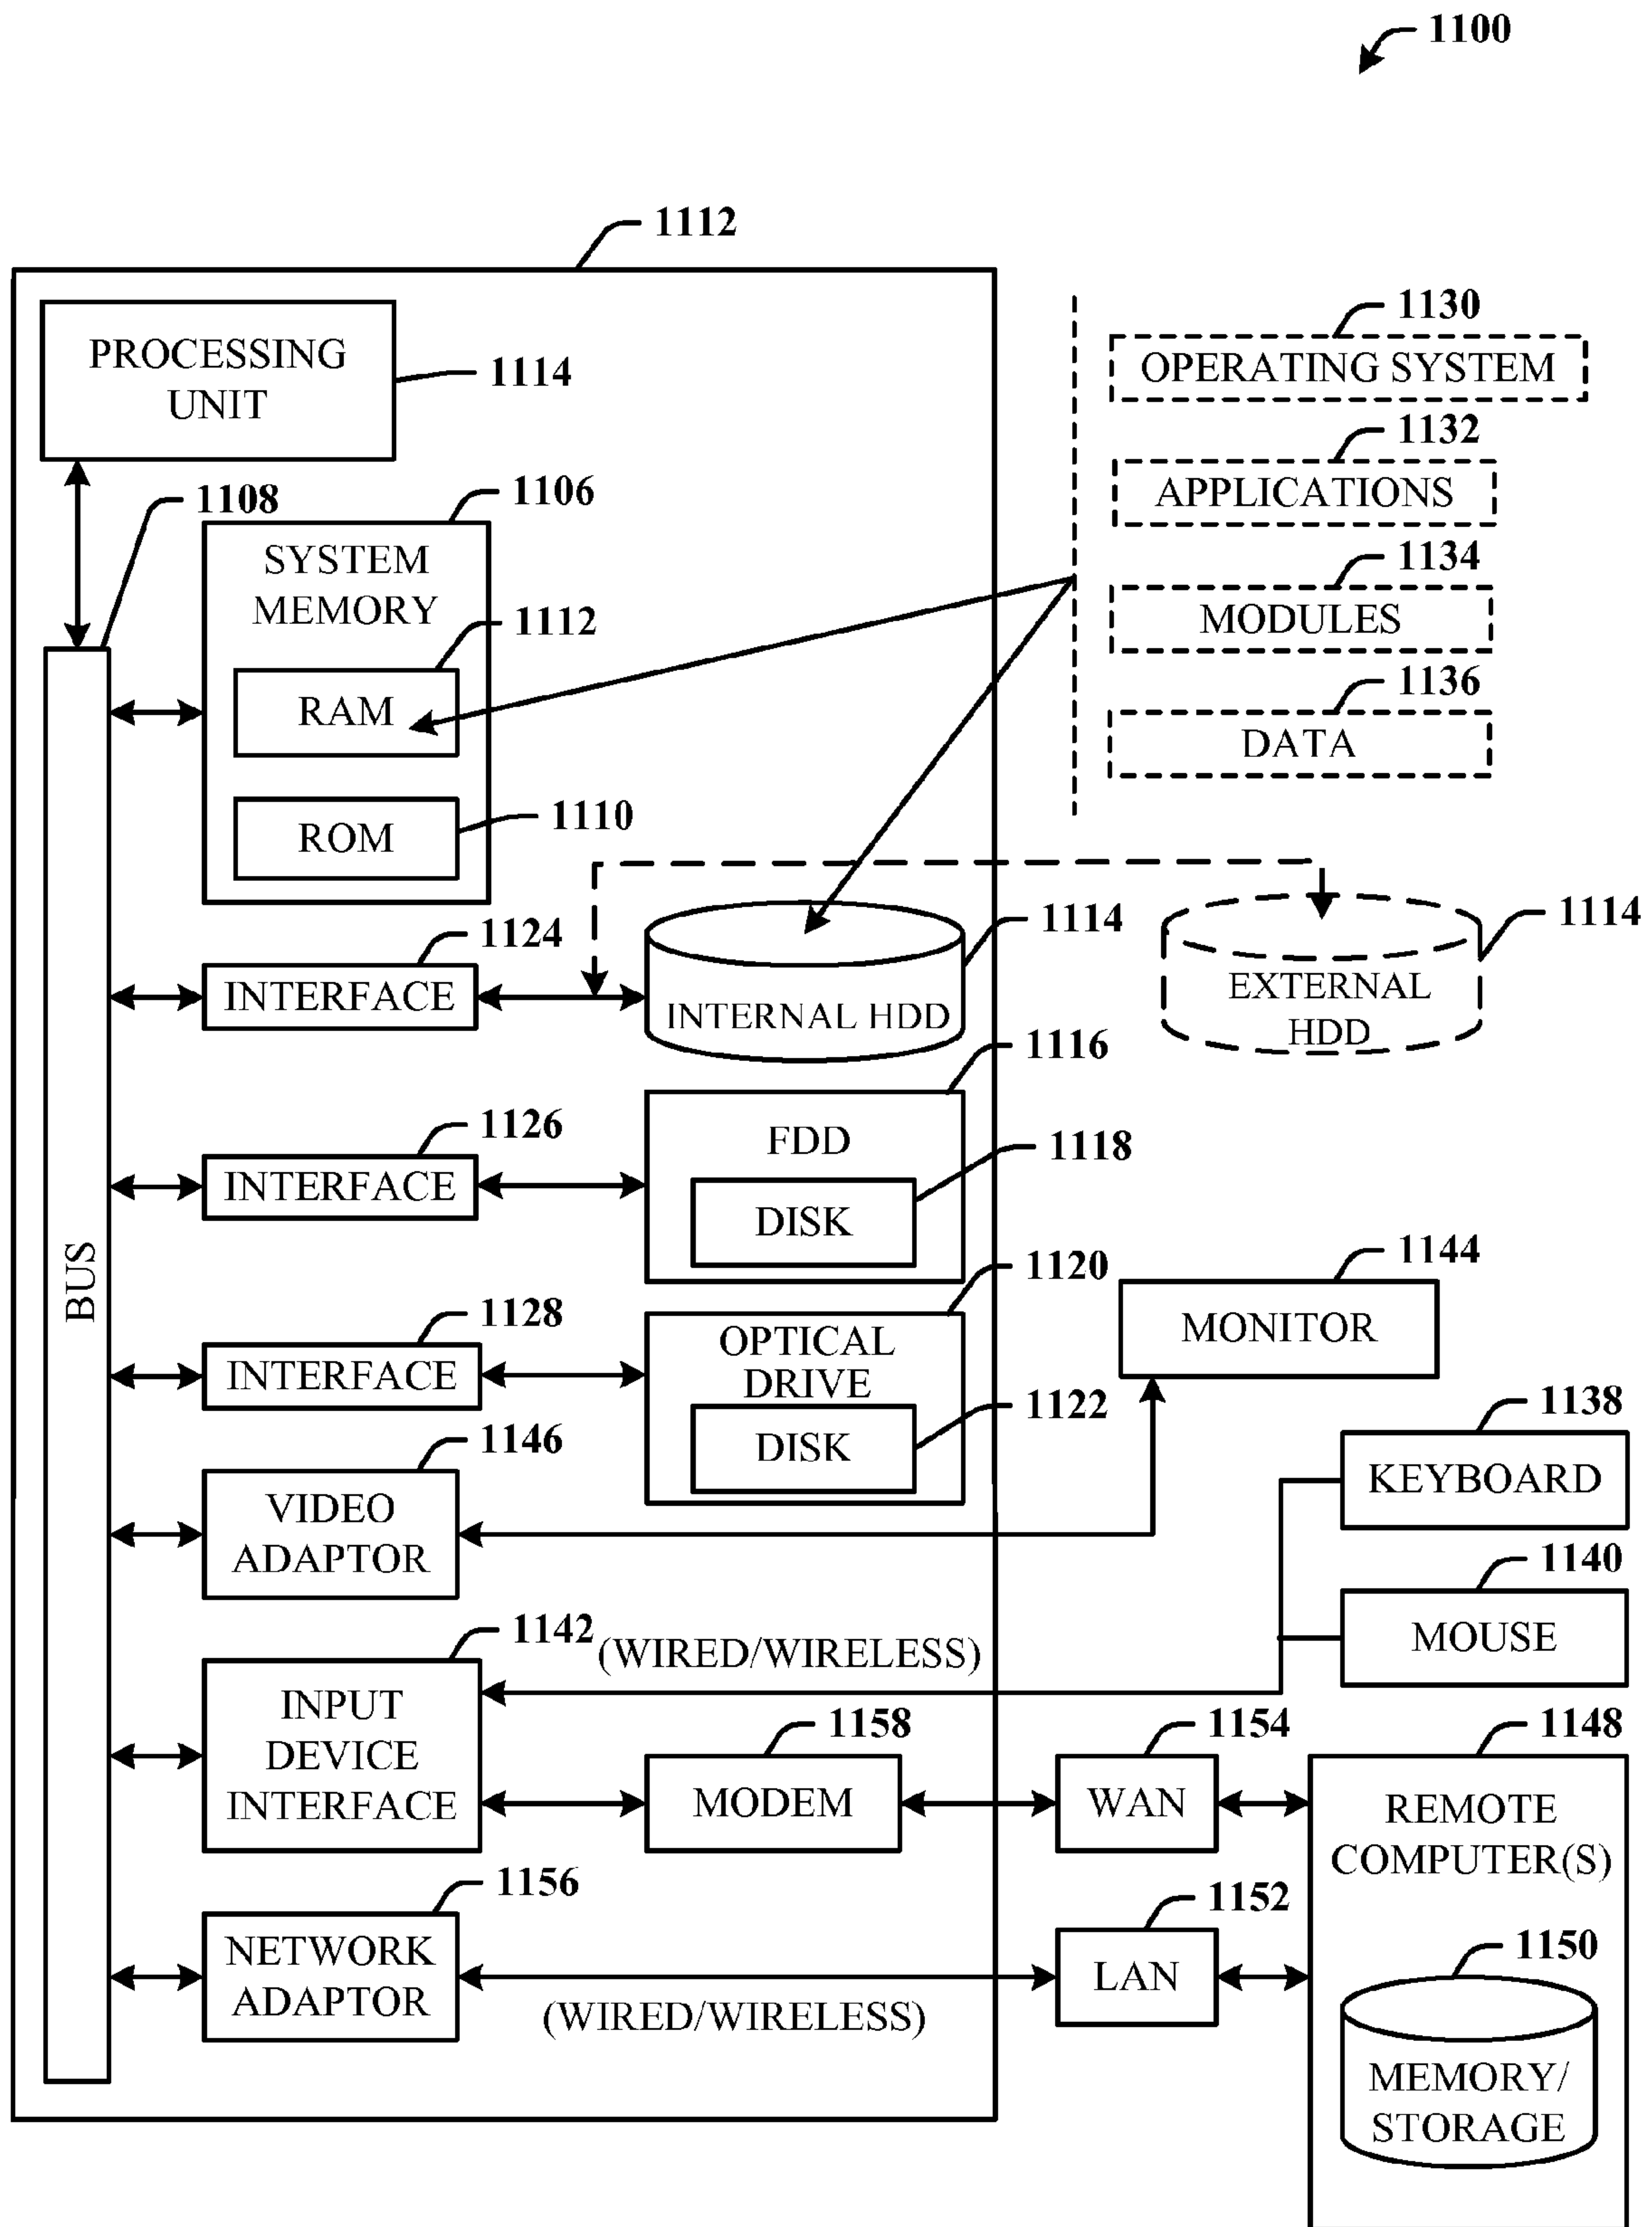 1100
1112
PROCESSING
UNIT
1114
1130
OPERATING SYSTEM
1132
APPLICATIONS
1134
MODULES
1136
DATA
1108
1106
SYSTEM
MEMORY
1112
RAM
1110
ROM
1124
INTERFACE
1114
INTERNAL HDD
1114
EXTERNAL
HDD
1116
FDD
1126
INTERFACE
1118
DISK
BUS
1120
OPTICAL
DRIVE
1128
INTERFACE
1122
DISK
1144
MONITOR
1146
VIDEO
ADAPTOR
1138
KEYBOARD
1140
MOUSE
1142
(WIRED/WIRELESS)
INPUT
DEVICE
INTERFACE
1158
MODEM
1154
WAN
1148
REMOTE
COMPUTER(S)
1156
NETWORK
ADAPTOR
(WIRED/WIRELESS)
1152
LAN
1150
MEMORY/
STORAGE